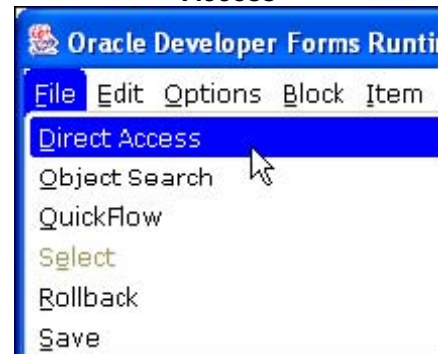 Oracle Developer Forms Runti
File Edit Options Block Item
Direct Access
Object Search
QuickFlow
Select
Rollback
Save